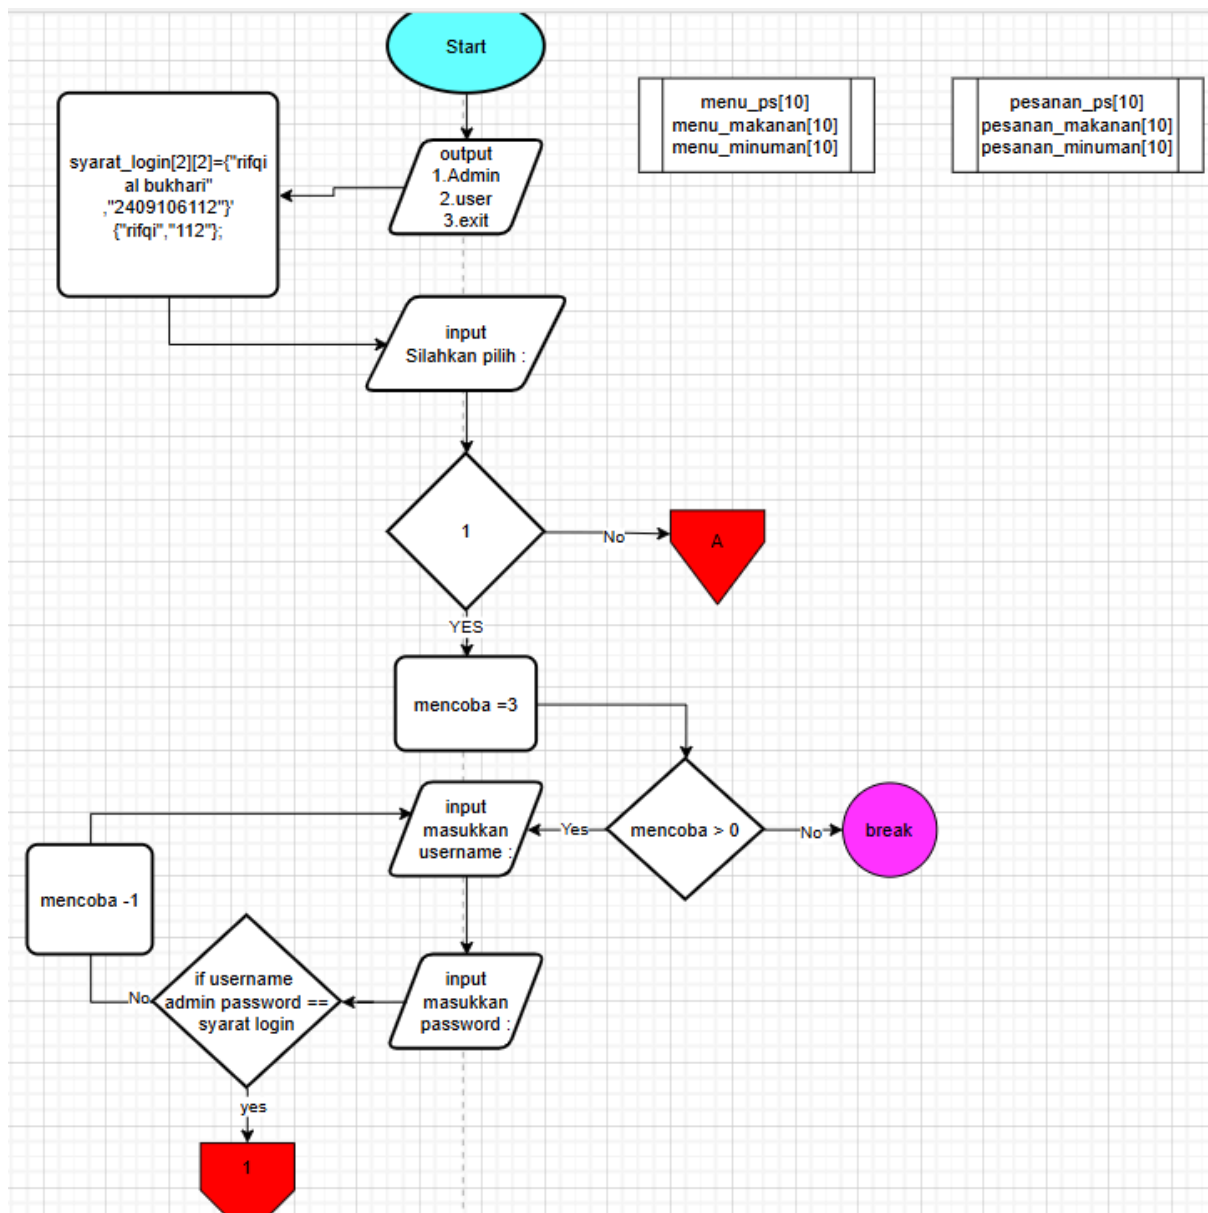 Start
menu_ps[10]
menu_makanan[10]
menu_minuman[10]
pesanan_ps[10]
pesanan_makanan[10]
pesanan_minuman[10]
syarat_login[2][2]={"rifqi
al bukhari"
,"2409106112"}'
{"rifqi","112"};
output
1.Admin
2.user
3.exit
input
Silahkan pilih :
1
No
A
YES
mencoba =3
input
masukkan
username :
Yes
mencoba > 0
No
break
mencoba -1
if username
admin password ==
syarat login
No
input
masukkan
password :
yes
1